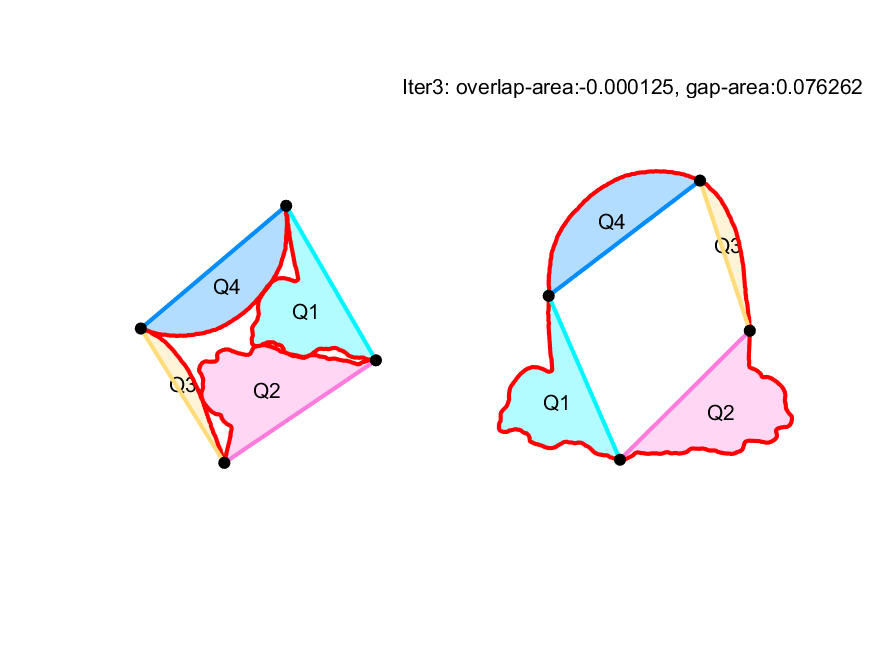 Iter3: overlap-area:-0.000125, gap-area:0.076262
Q4
Q1
Q3
Q2
Q4
Q3
Q1
Q2